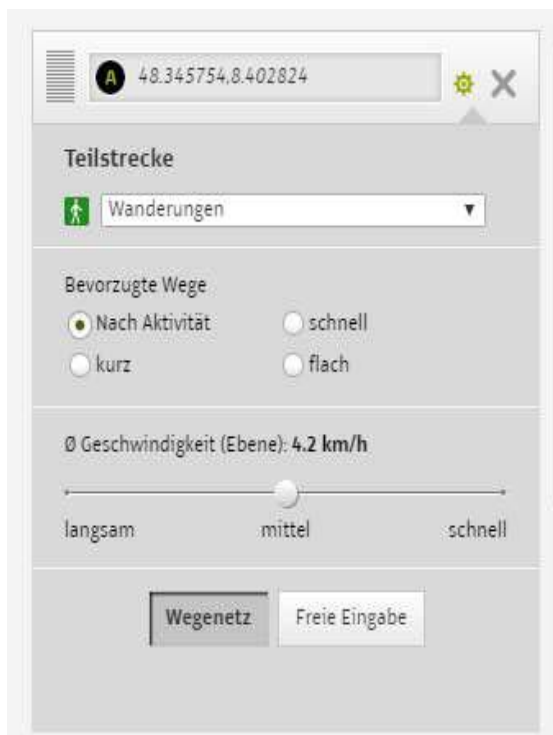 A 48.345754,8.402824
Teilstrecke
Wanderungen
Bevorzugte Wege
Nach Aktivität schnell
kurz flach
Ø Geschwindigkeit (Ebene): 4.2 km/h
langsam mittel schnell
Wegenetz Freie Eingabe